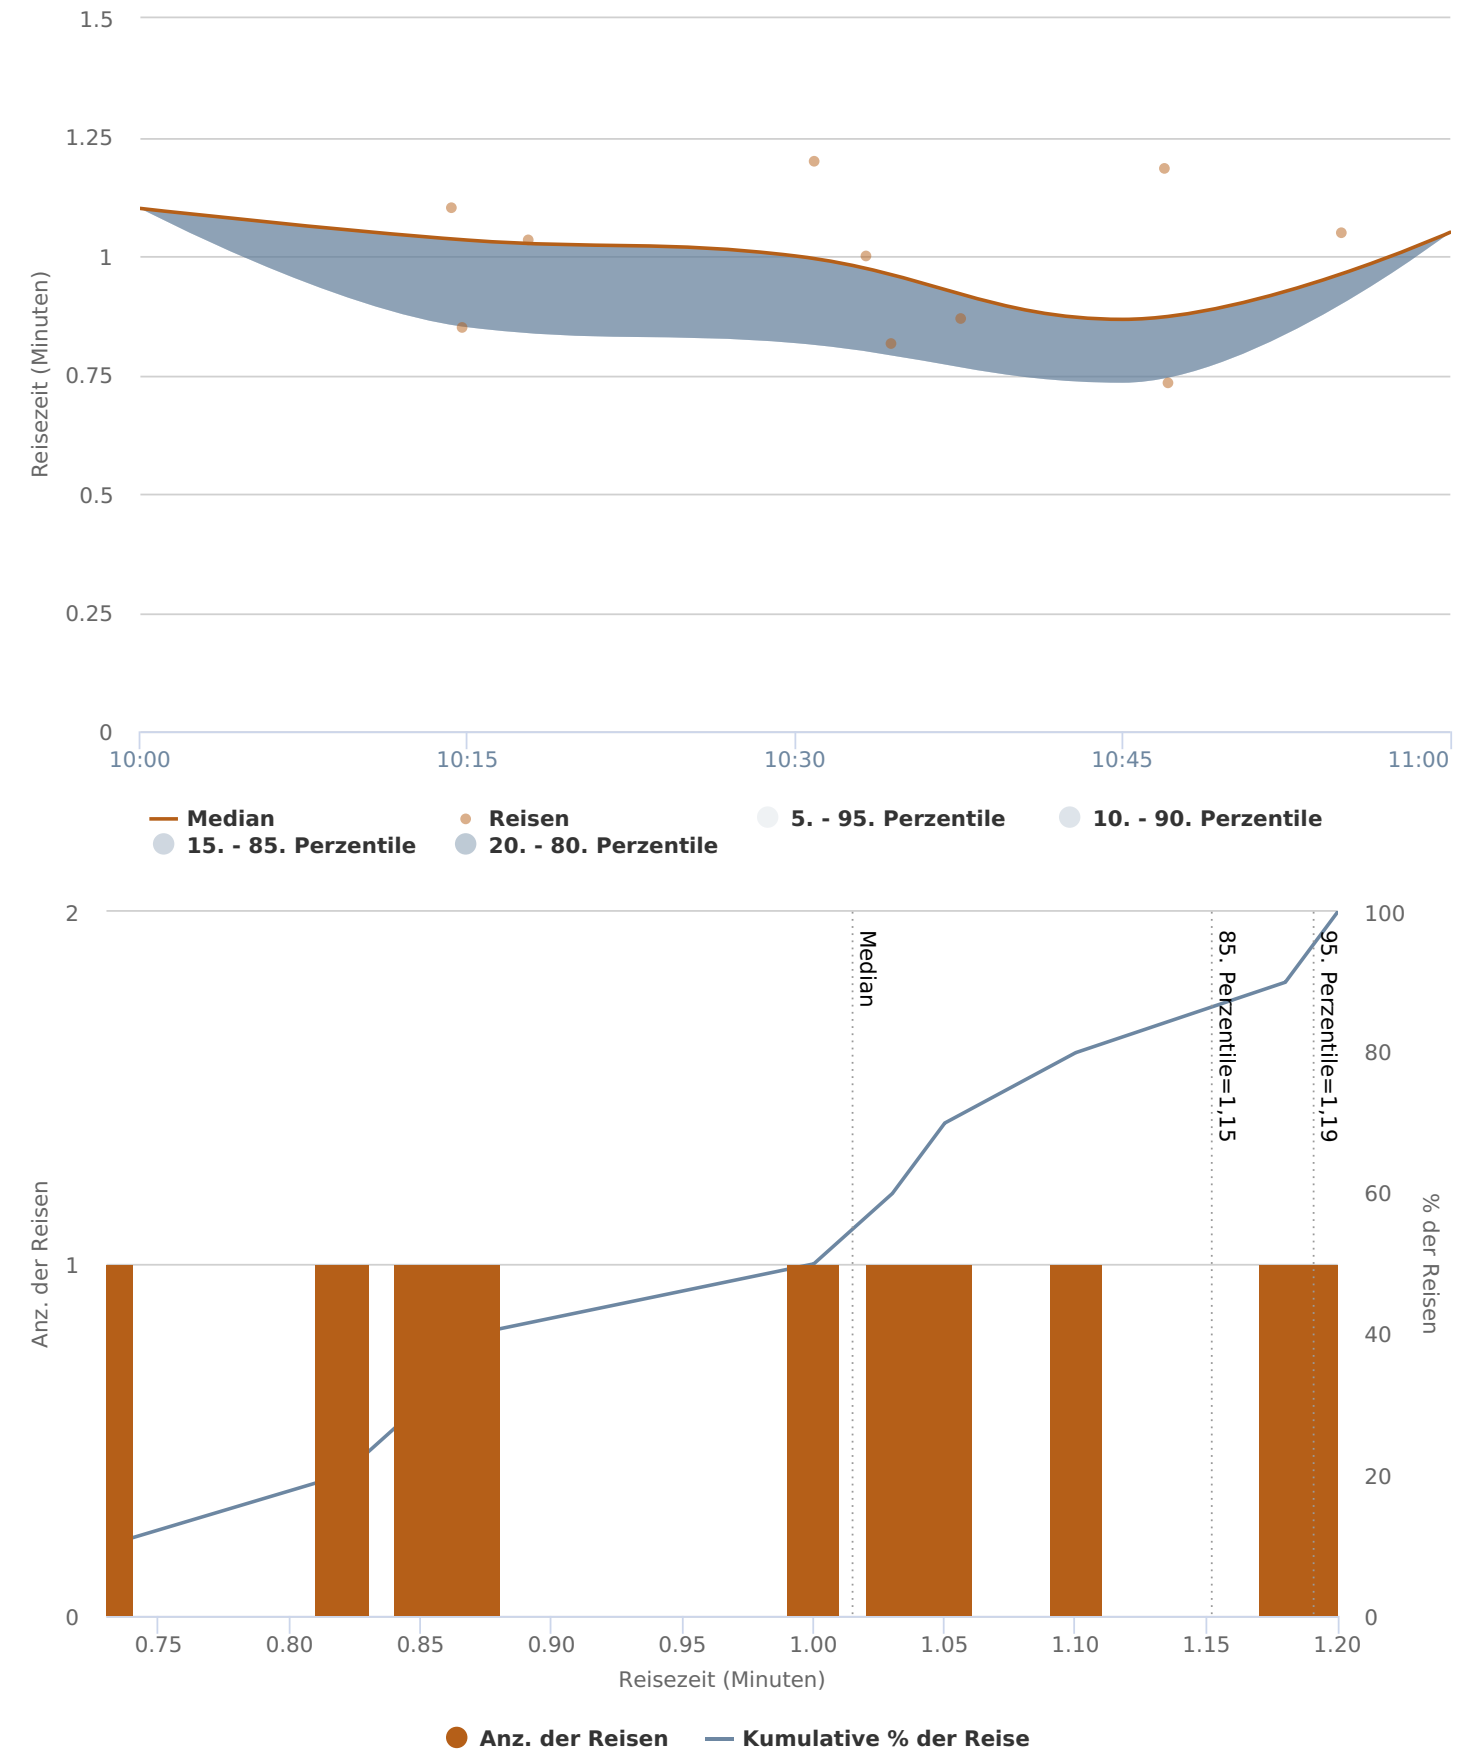 1.5
1.25
1
0.75
0.5
0.25
0
Reisezeit (Minuten)
10:00 10:15 10:30 10:45 11:00
Median Reisen 5. - 95. Perzentile 10. - 90. Perzentile
15. - 85. Perzentile 20. - 80. Perzentile
2
1
0
Anz. der Reisen
Median
85. Perzentile=1,15
95. Perzentile=1,19
100
80
60
40
20
0
% der Reisen
0.75 0.80 0.85 0.90 0.95 1.00 1.05 1.10 1.15 1.20
Reisezeit (Minuten)
Anz. der Reisen Kumulative % der Reise